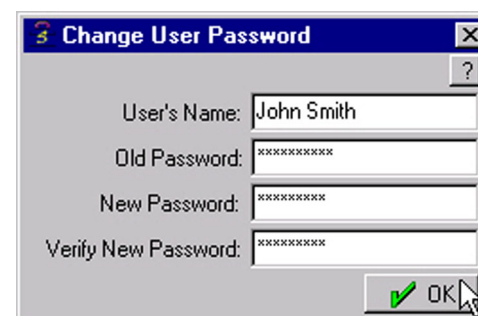 Change User Password
?
User's Name: John Smith
Old Password: **********
New Password: *********
Verify New Password: *********
OK